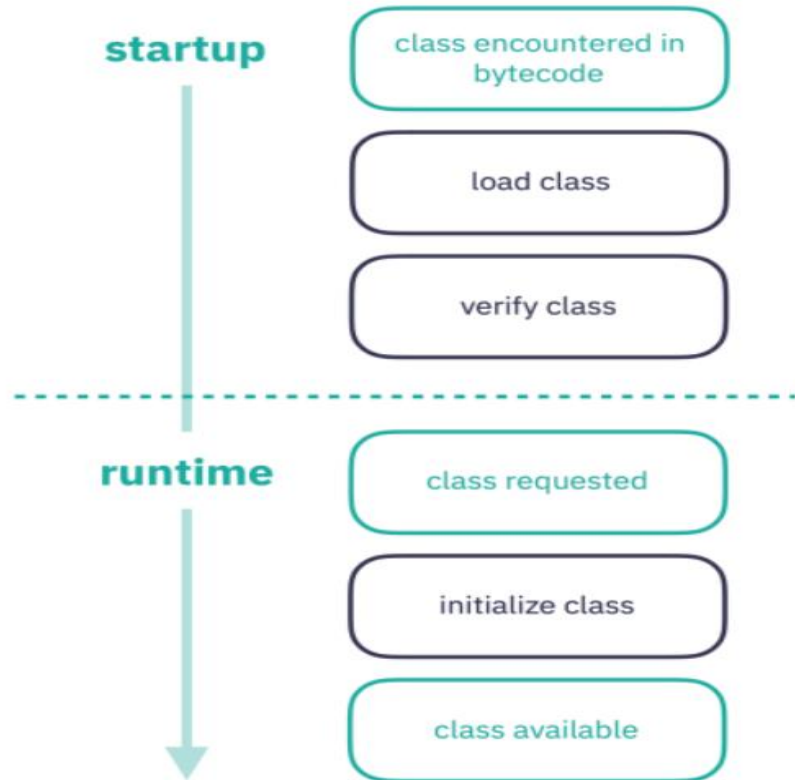 startup
class encountered in
bytecode
load class
verify class
runtime
class requested
initialize class
class available